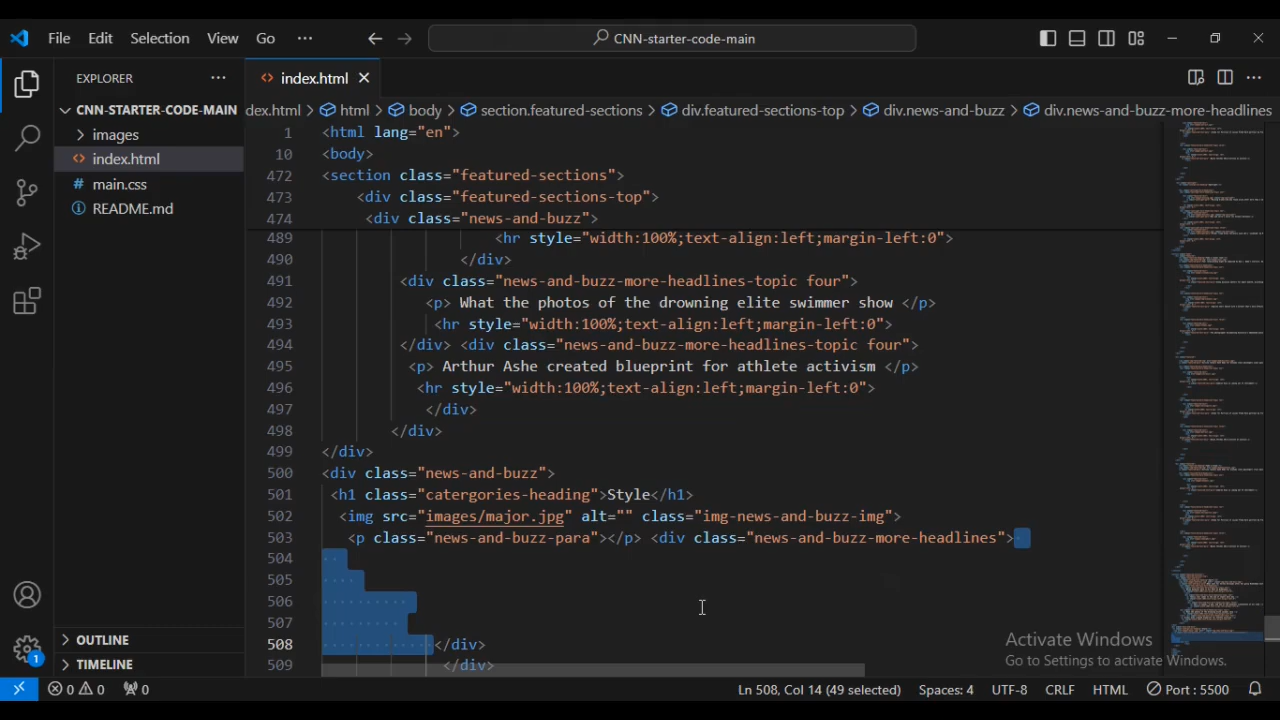 File Edit Selection View Go ··· CNN-starter-code-main
EXPLORER ···
index.html
CNN-STARTER-CODE-MAIN
dex.html > html > body > section.featured-sections > div.featured-sections-top > div.news-and-buzz > div.news-and-buzz-more-headlines
images
index.html
main.css
README.md
1 <html lang="en">
10 <body>
472 <section class="featured-sections">
473 <div class="featured-sections-top">
474 <div class="news-and-buzz">
489 <hr style="width:100%;text-align:left;margin-left:0">
490 </div>
491 <div class="news-and-buzz-more-headlines-topic four">
492 <p> What the photos of the drowning elite swimmer show </p>
493 <hr style="width:100%;text-align:left;margin-left:0">
494 </div> <div class="news-and-buzz-more-headlines-topic four">
495 <p> Arthur Ashe created blueprint for athlete activism </p>
496 <hr style="width:100%;text-align:left;margin-left:0">
497 </div>
498 </div>
499 </div>
500 <div class="news-and-buzz">
501 <h1 class="catergories-heading">Style</h1>
502 <img src="images/major.jpg" alt="" class="img-news-and-buzz-img">
503 <p class="news-and-buzz-para"></p> <div class="news-and-buzz-more-headlines">
504
505
506
507
508 </div>
509 </div>
OUTLINE
TIMELINE
Activate Windows
Go to Settings to activate Windows.
1
0 0 0 Ln 508, Col 14 (49 selected) Spaces: 4 UTF-8 CRLF HTML Port : 5500